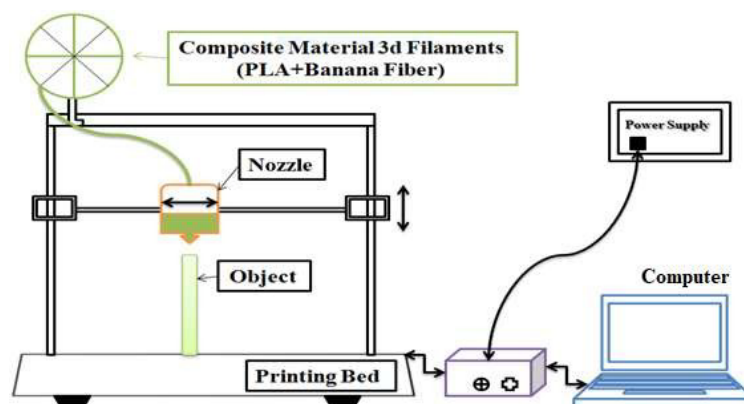 Composite Material 3d Filaments
(PLA+Banana Fiber)
Power Supply
Nozzle
Object
Computer
Printing Bed